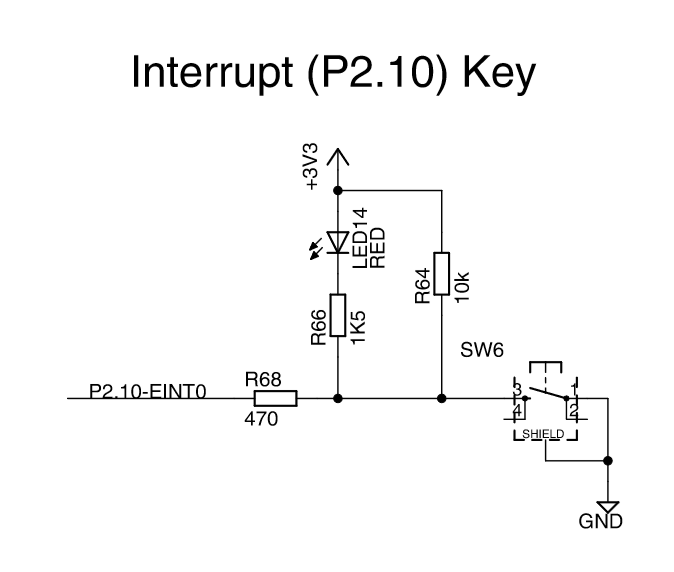 Interrupt (P2.10) Key
+3V3
LED14
RED
R64
10k
R66
1K5
SW6
P2.10-EINT0
R68
470
3
1
4
2
SHIELD
GND